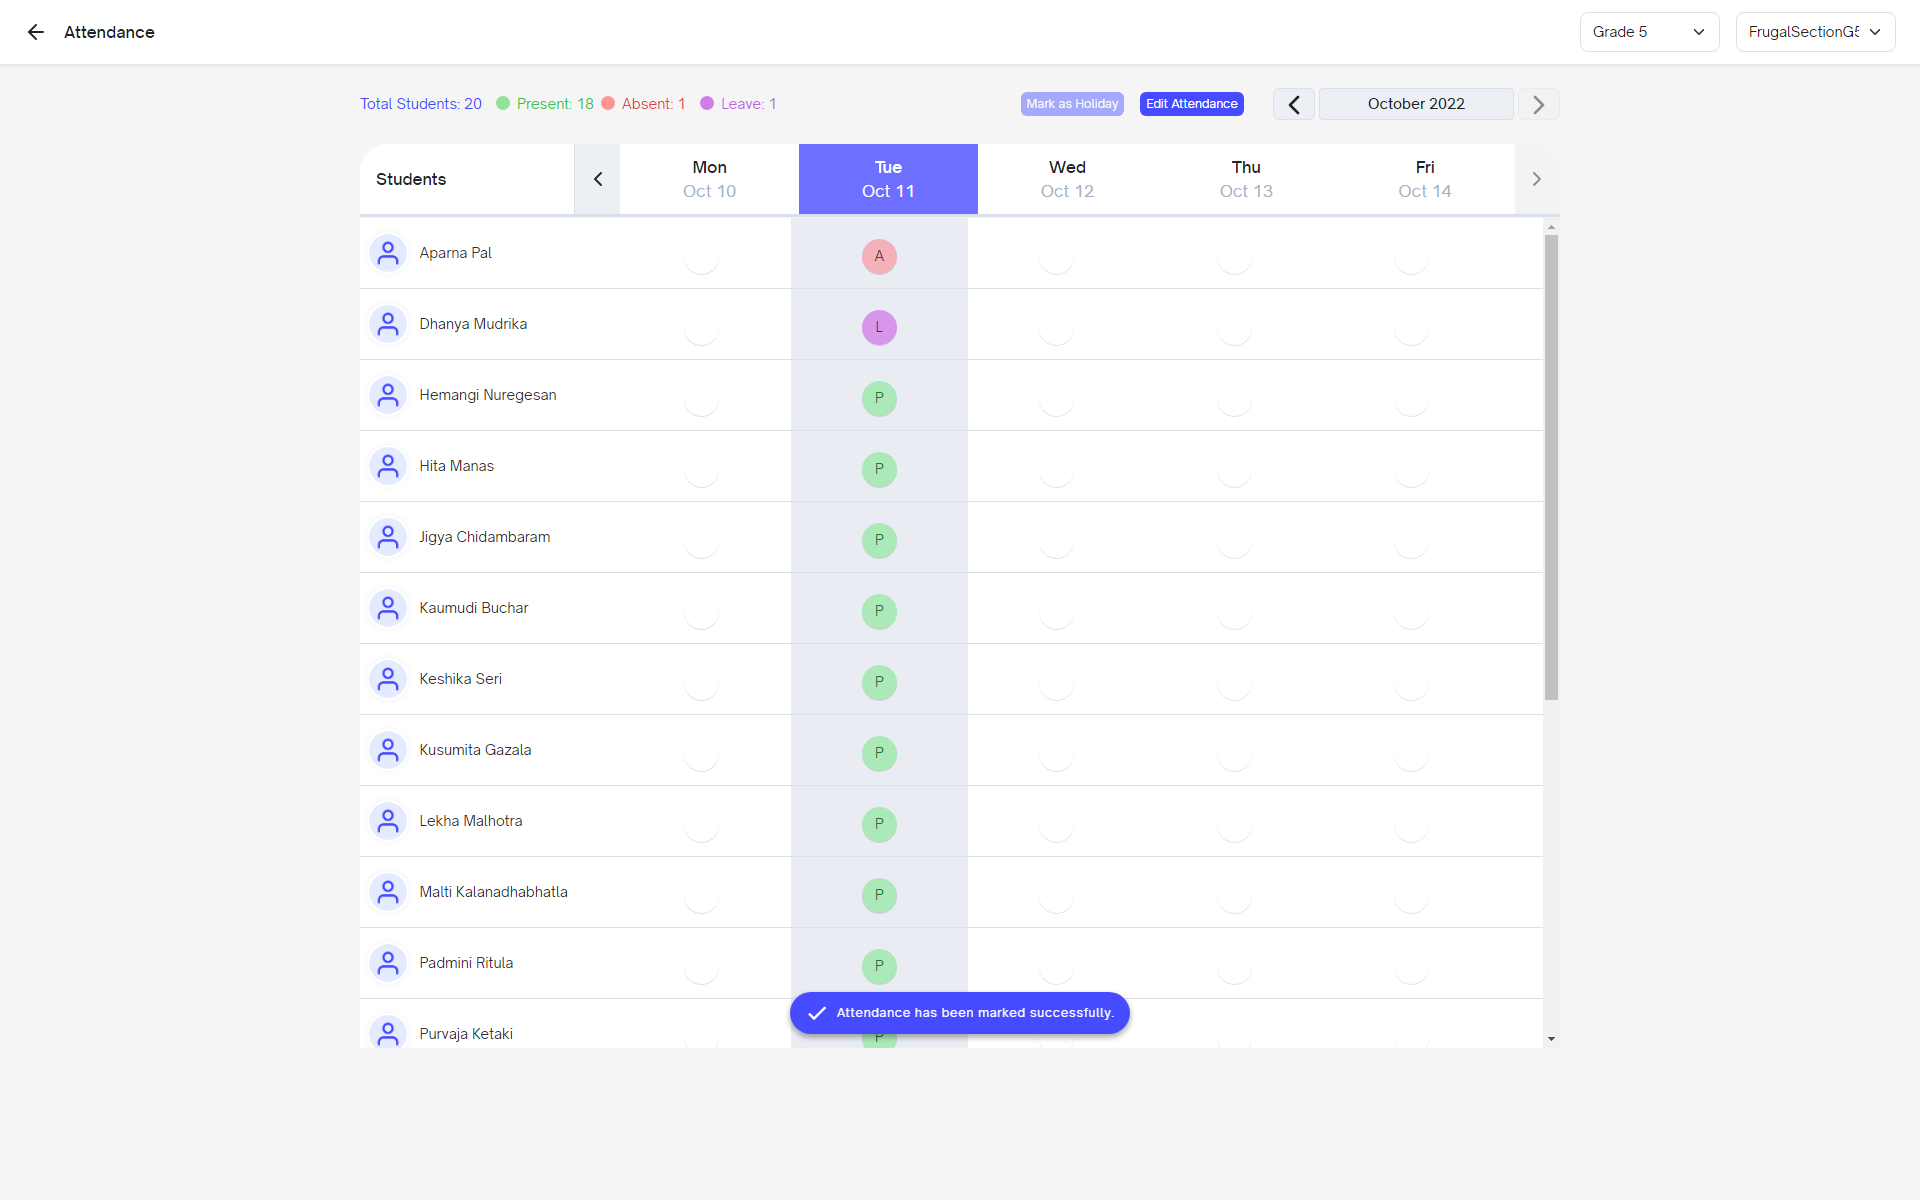 Attendance
Grade 5
FrugalSectionG5
Total Students: 20 Present: 18 Absent: 1 Leave: 1
Mark as Holiday
Edit Attendance
October 2022
Students
Mon
Oct 10
Tue
Oct 11
Wed
Oct 12
Thu
Oct 13
Fri
Oct 14
Aparna Pal A
Dhanya Mudrika L
Hemangi Nuregesan P
Hita Manas P
Jigya Chidambaram P
Kaumudi Buchar P
Keshika Seri P
Kusumita Gazala P
Lekha Malhotra P
Malti Kalanadhabhatla P
Padmini Ritula P
Attendance has been marked successfully.
Purvaja Ketaki P